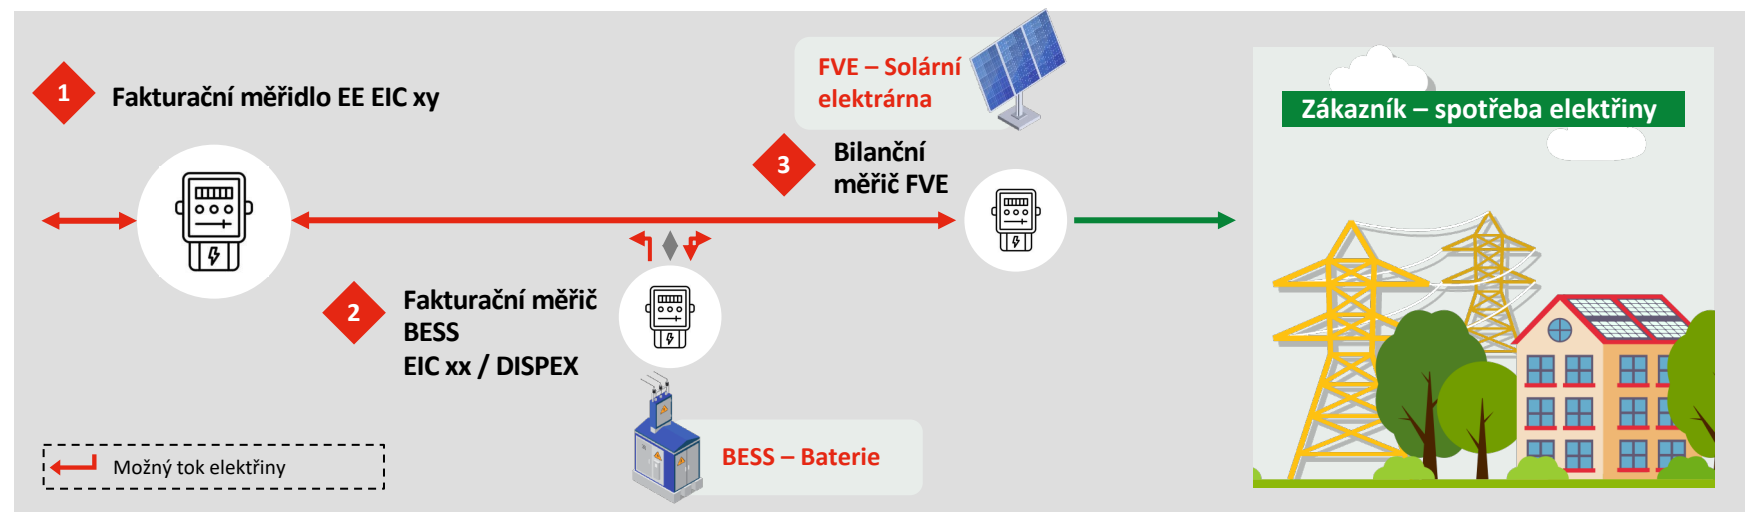 1
Fakturační měřidlo EE EIC xy
FVE – Solární
elektrárna
3
Bilanční
měřič FVE
Zákazník – spotřeba elektřiny
2
Fakturační měřič
BESS
EIC xx / DISPEX
BESS – Baterie
Možný tok elektřiny